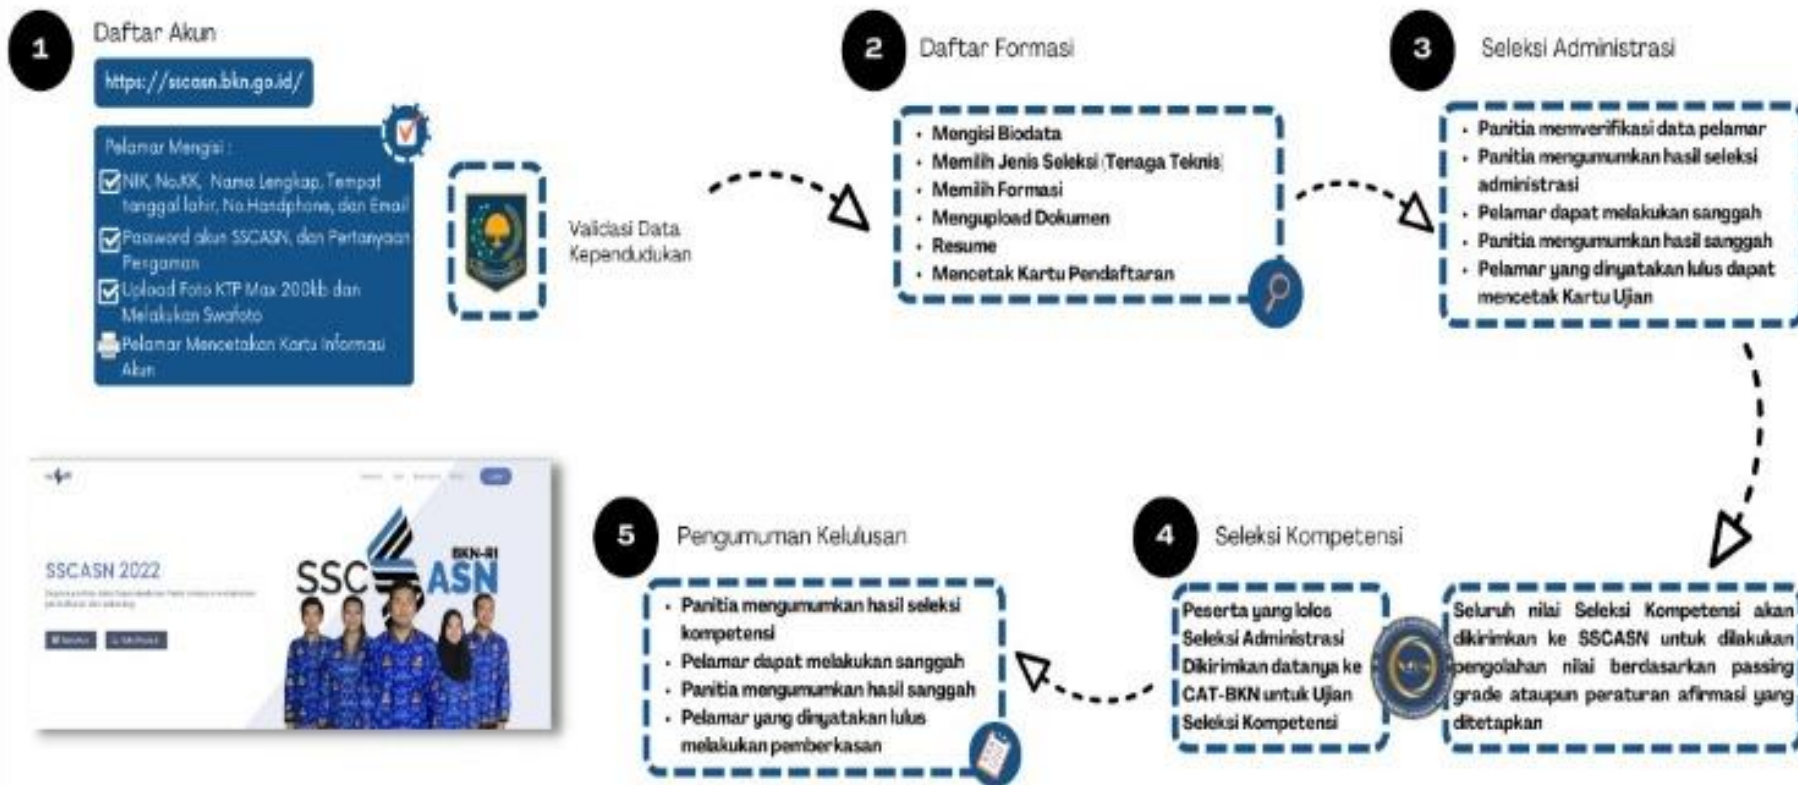 1
Daftar Akun
https://sscasn.bkn.go.id/
Pelamar Mengisi :
NIK, No.KK, Nama Lengkap, Tempat
tanggal lahir, No.Handphone, dan Email
Password akun SSCASN, dan Pertanyaan
Pengaman
Upload Foto KTP Max 200kb dan
Melakukan Swafoto
Pelamar Mencetakan Kartu Informasi
Akun
Validasi Data
Kependudukan
2
Daftar Formasi
• Mengisi Biodata
• Memilih Jenis Seleksi (Tenaga Teknis)
• Memilih Formasi
• Mengupload Dokumen
• Resume
• Mencetak Kartu Pendaftaran
3
Seleksi Administrasi
• Panitia memverifikasi data pelamar
• Panitia mengumumkan hasil seleksi
administrasi
• Pelamar dapat melakukan sanggah
• Panitia mengumumkan hasil sanggah
• Pelamar yang dinyatakan lulus dapat
mencetak Kartu Ujian
4
Seleksi Kompetensi
Peserta yang lolos
Seleksi Administrasi
Dikirimkan datanya ke
CAT-BKN untuk Ujian
Seleksi Kompetensi
Seluruh nilai Seleksi Kompetensi akan
dikirimkan ke SSCASN untuk dilakukan
pengolahan nilai berdasarkan passing
grade ataupun peraturan afirmasi yang
ditetapkan
5
Pengumuman Kelulusan
• Panitia mengumumkan hasil seleksi
kompetensi
• Pelamar dapat melakukan sanggah
• Panitia mengumumkan hasil sanggah
• Pelamar yang dinyatakan lulus
melakukan pemberkasan
SSCASN 2022
BKN-RI
SSC ASN